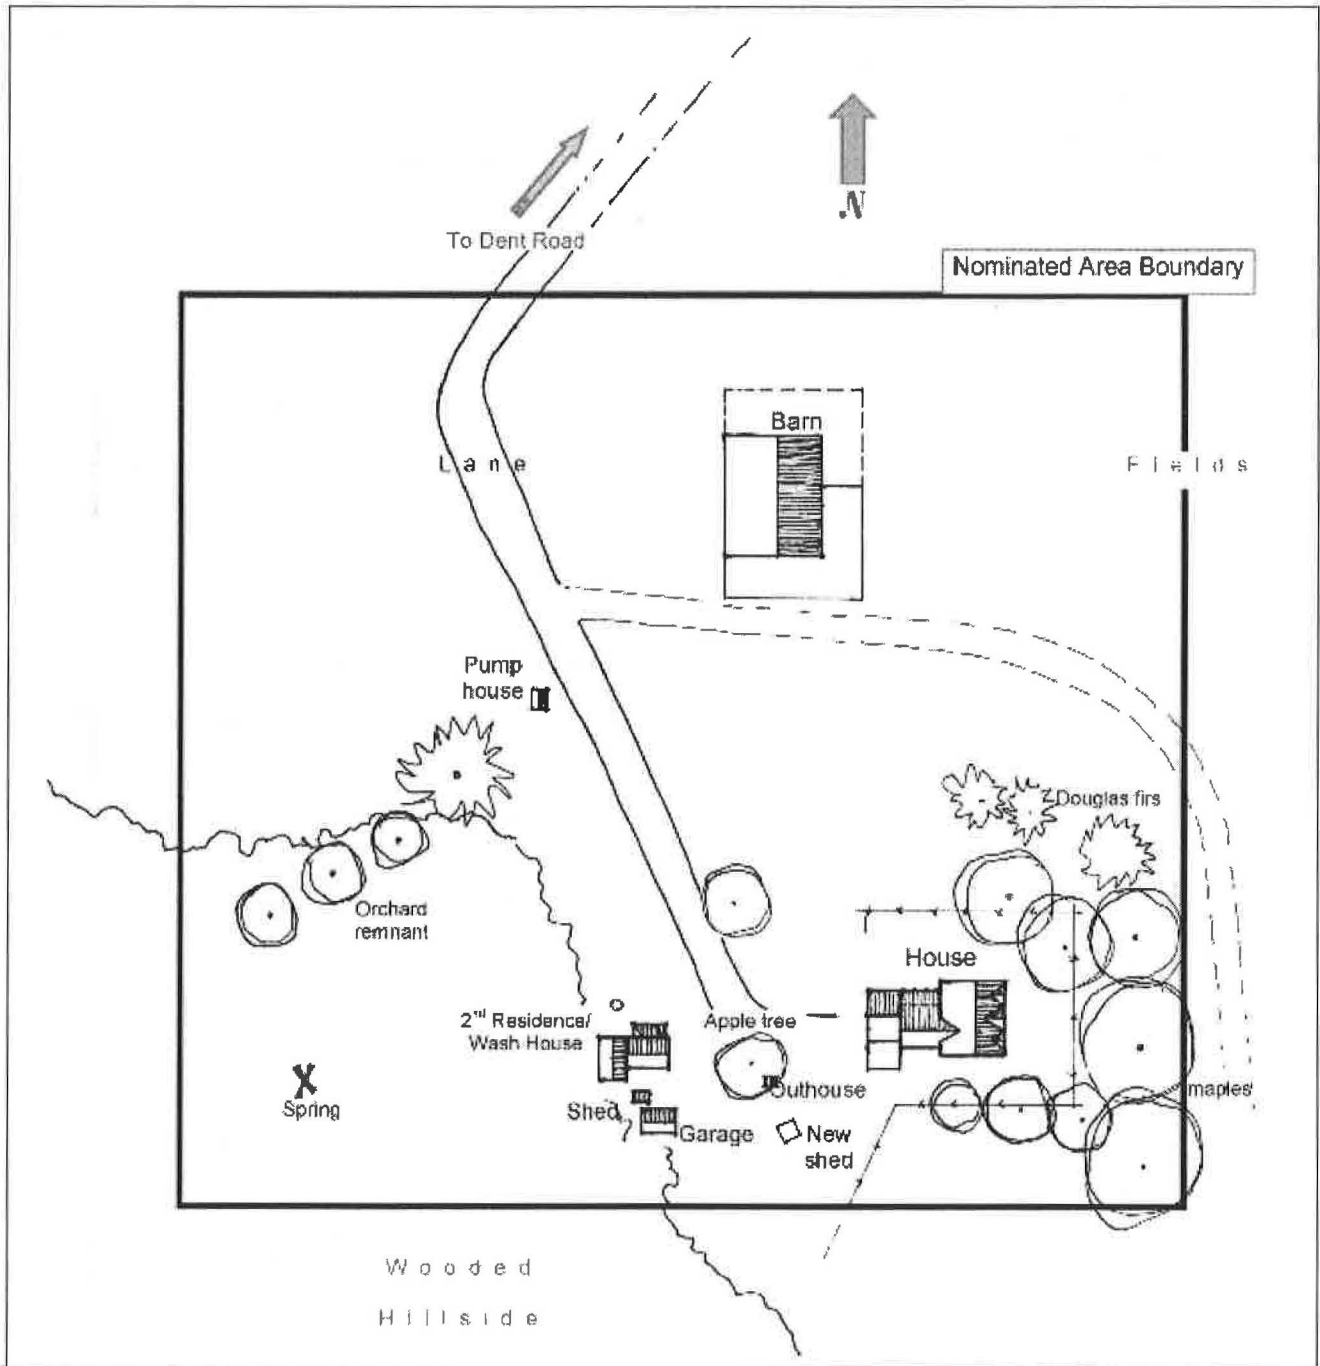 N.
To Dent Road
Nominated Area Boundary
Barn
Lane
Fields
Pump
house
Douglas firs
Orchard
remnant
House
2nd Residence/
Wash House
Apple tree
Spring
Shed
Outhouse
maples
Garage
New
shed
Wooded
Hillside